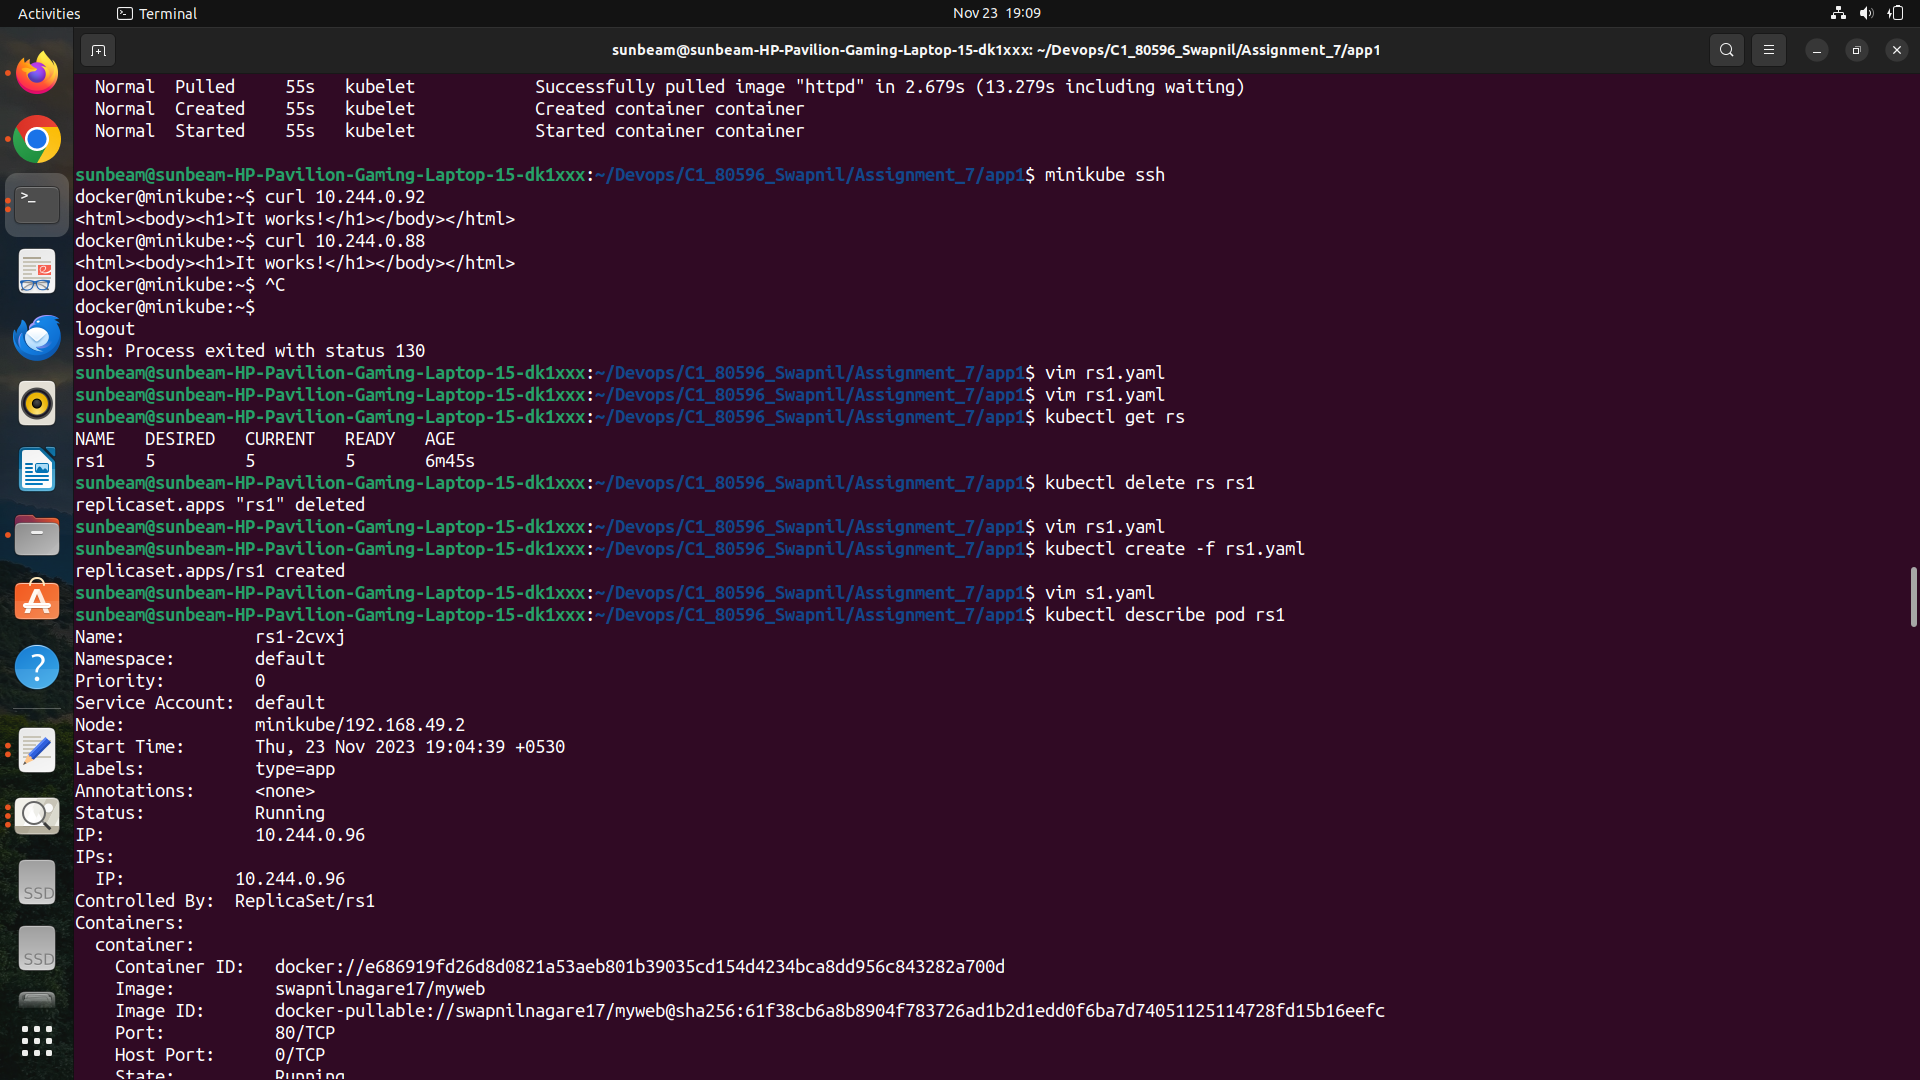 Activities
Terminal
Nov 23 19:09
sunbeam@sunbeam-HP-Pavilion-Gaming-Laptop-15-dk1xxx: ~/Devops/C1_80596_Swapnil/Assignment_7/app1
Normal Pulled 55s kubelet Successfully pulled image "httpd" in 2.679s (13.279s including waiting)
Normal Created 55s kubelet Created container container
Normal Started 55s kubelet Started container container
sunbeam@sunbeam-HP-Pavilion-Gaming-Laptop-15-dk1xxx:~/Devops/C1_80596_Swapnil/Assignment_7/app1$ minikube ssh
docker@minikube:~$ curl 10.244.0.92
<html><body><h1>It works!</h1></body></html>
docker@minikube:~$ curl 10.244.0.88
<html><body><h1>It works!</h1></body></html>
docker@minikube:~$ ^C
docker@minikube:~$
logout
ssh: Process exited with status 130
sunbeam@sunbeam-HP-Pavilion-Gaming-Laptop-15-dk1xxx:~/Devops/C1_80596_Swapnil/Assignment_7/app1$ vim rs1.yaml
sunbeam@sunbeam-HP-Pavilion-Gaming-Laptop-15-dk1xxx:~/Devops/C1_80596_Swapnil/Assignment_7/app1$ vim rs1.yaml
sunbeam@sunbeam-HP-Pavilion-Gaming-Laptop-15-dk1xxx:~/Devops/C1_80596_Swapnil/Assignment_7/app1$ kubectl get rs
NAME DESIRED CURRENT READY AGE
rs1 5 5 5 6m45s
sunbeam@sunbeam-HP-Pavilion-Gaming-Laptop-15-dk1xxx:~/Devops/C1_80596_Swapnil/Assignment_7/app1$ kubectl delete rs rs1
replicaset.apps "rs1" deleted
sunbeam@sunbeam-HP-Pavilion-Gaming-Laptop-15-dk1xxx:~/Devops/C1_80596_Swapnil/Assignment_7/app1$ vim rs1.yaml
sunbeam@sunbeam-HP-Pavilion-Gaming-Laptop-15-dk1xxx:~/Devops/C1_80596_Swapnil/Assignment_7/app1$ kubectl create -f rs1.yaml
replicaset.apps/rs1 created
sunbeam@sunbeam-HP-Pavilion-Gaming-Laptop-15-dk1xxx:~/Devops/C1_80596_Swapnil/Assignment_7/app1$ vim s1.yaml
sunbeam@sunbeam-HP-Pavilion-Gaming-Laptop-15-dk1xxx:~/Devops/C1_80596_Swapnil/Assignment_7/app1$ kubectl describe pod rs1
Name: rs1-2cvxj
Namespace: default
Priority: 0
Service Account: default
Node: minikube/192.168.49.2
Start Time: Thu, 23 Nov 2023 19:04:39 +0530
Labels: type=app
Annotations: <none>
Status: Running
IP: 10.244.0.96
IPs:
IP: 10.244.0.96
Controlled By: ReplicaSet/rs1
Containers:
container:
Container ID: docker://e686919fd26d8d0821a53aeb801b39035cd154d4234bca8dd956c843282a700d
Image: swapnilnagare17/myweb
Image ID: docker-pullable://swapnilnagare17/myweb@sha256:61f38cb6a8b8904f783726ad1b2d1edd0f6ba7d74051125114728fd15b16eefc
Port: 80/TCP
Host Port: 0/TCP
State: Running
SSD
SSD